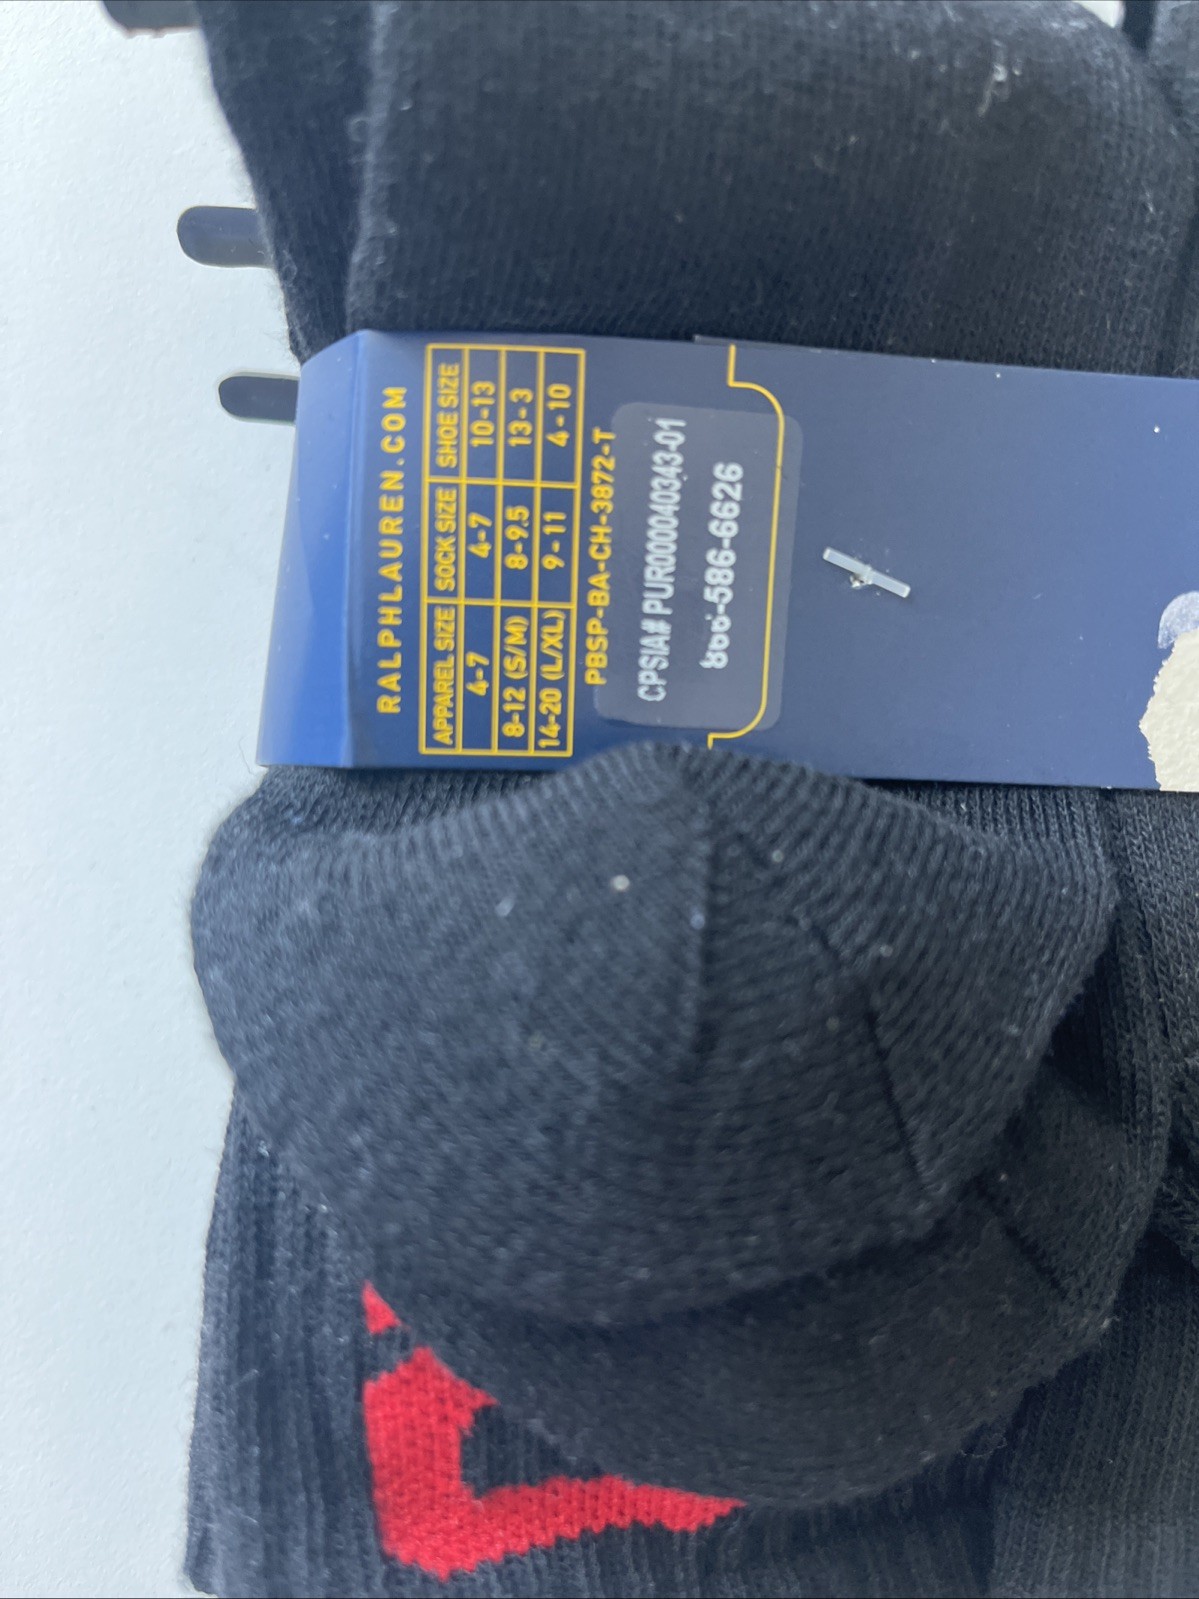 RALPHLAUREN.COM
APPAREL SIZE SOCK SIZE SHOE SIZE
4-7 4-7 10-13
8-12 (S/M) 8-9.5 13-3
14-20 (L/XL) 9-11 4-10
PBSP-BA-CH-3872-T
CPSIA# PUR000040343-01
866-586-6626